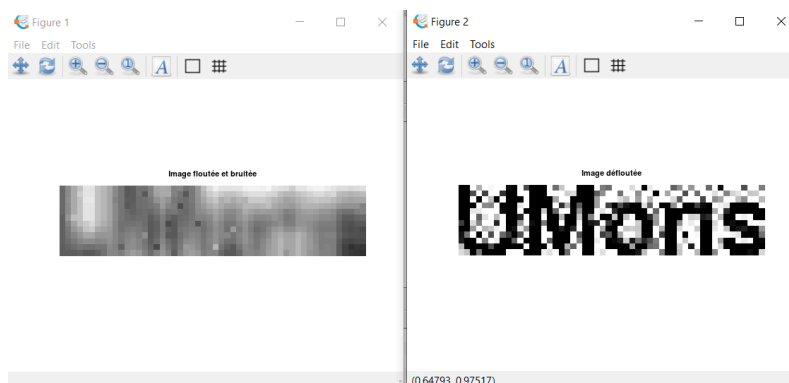 Figure 1
File Edit Tools
A
Image floutée et bruitée
Figure 2
File Edit Tools
A
Image défloutée
UMons
(0.64793, 0.97517)